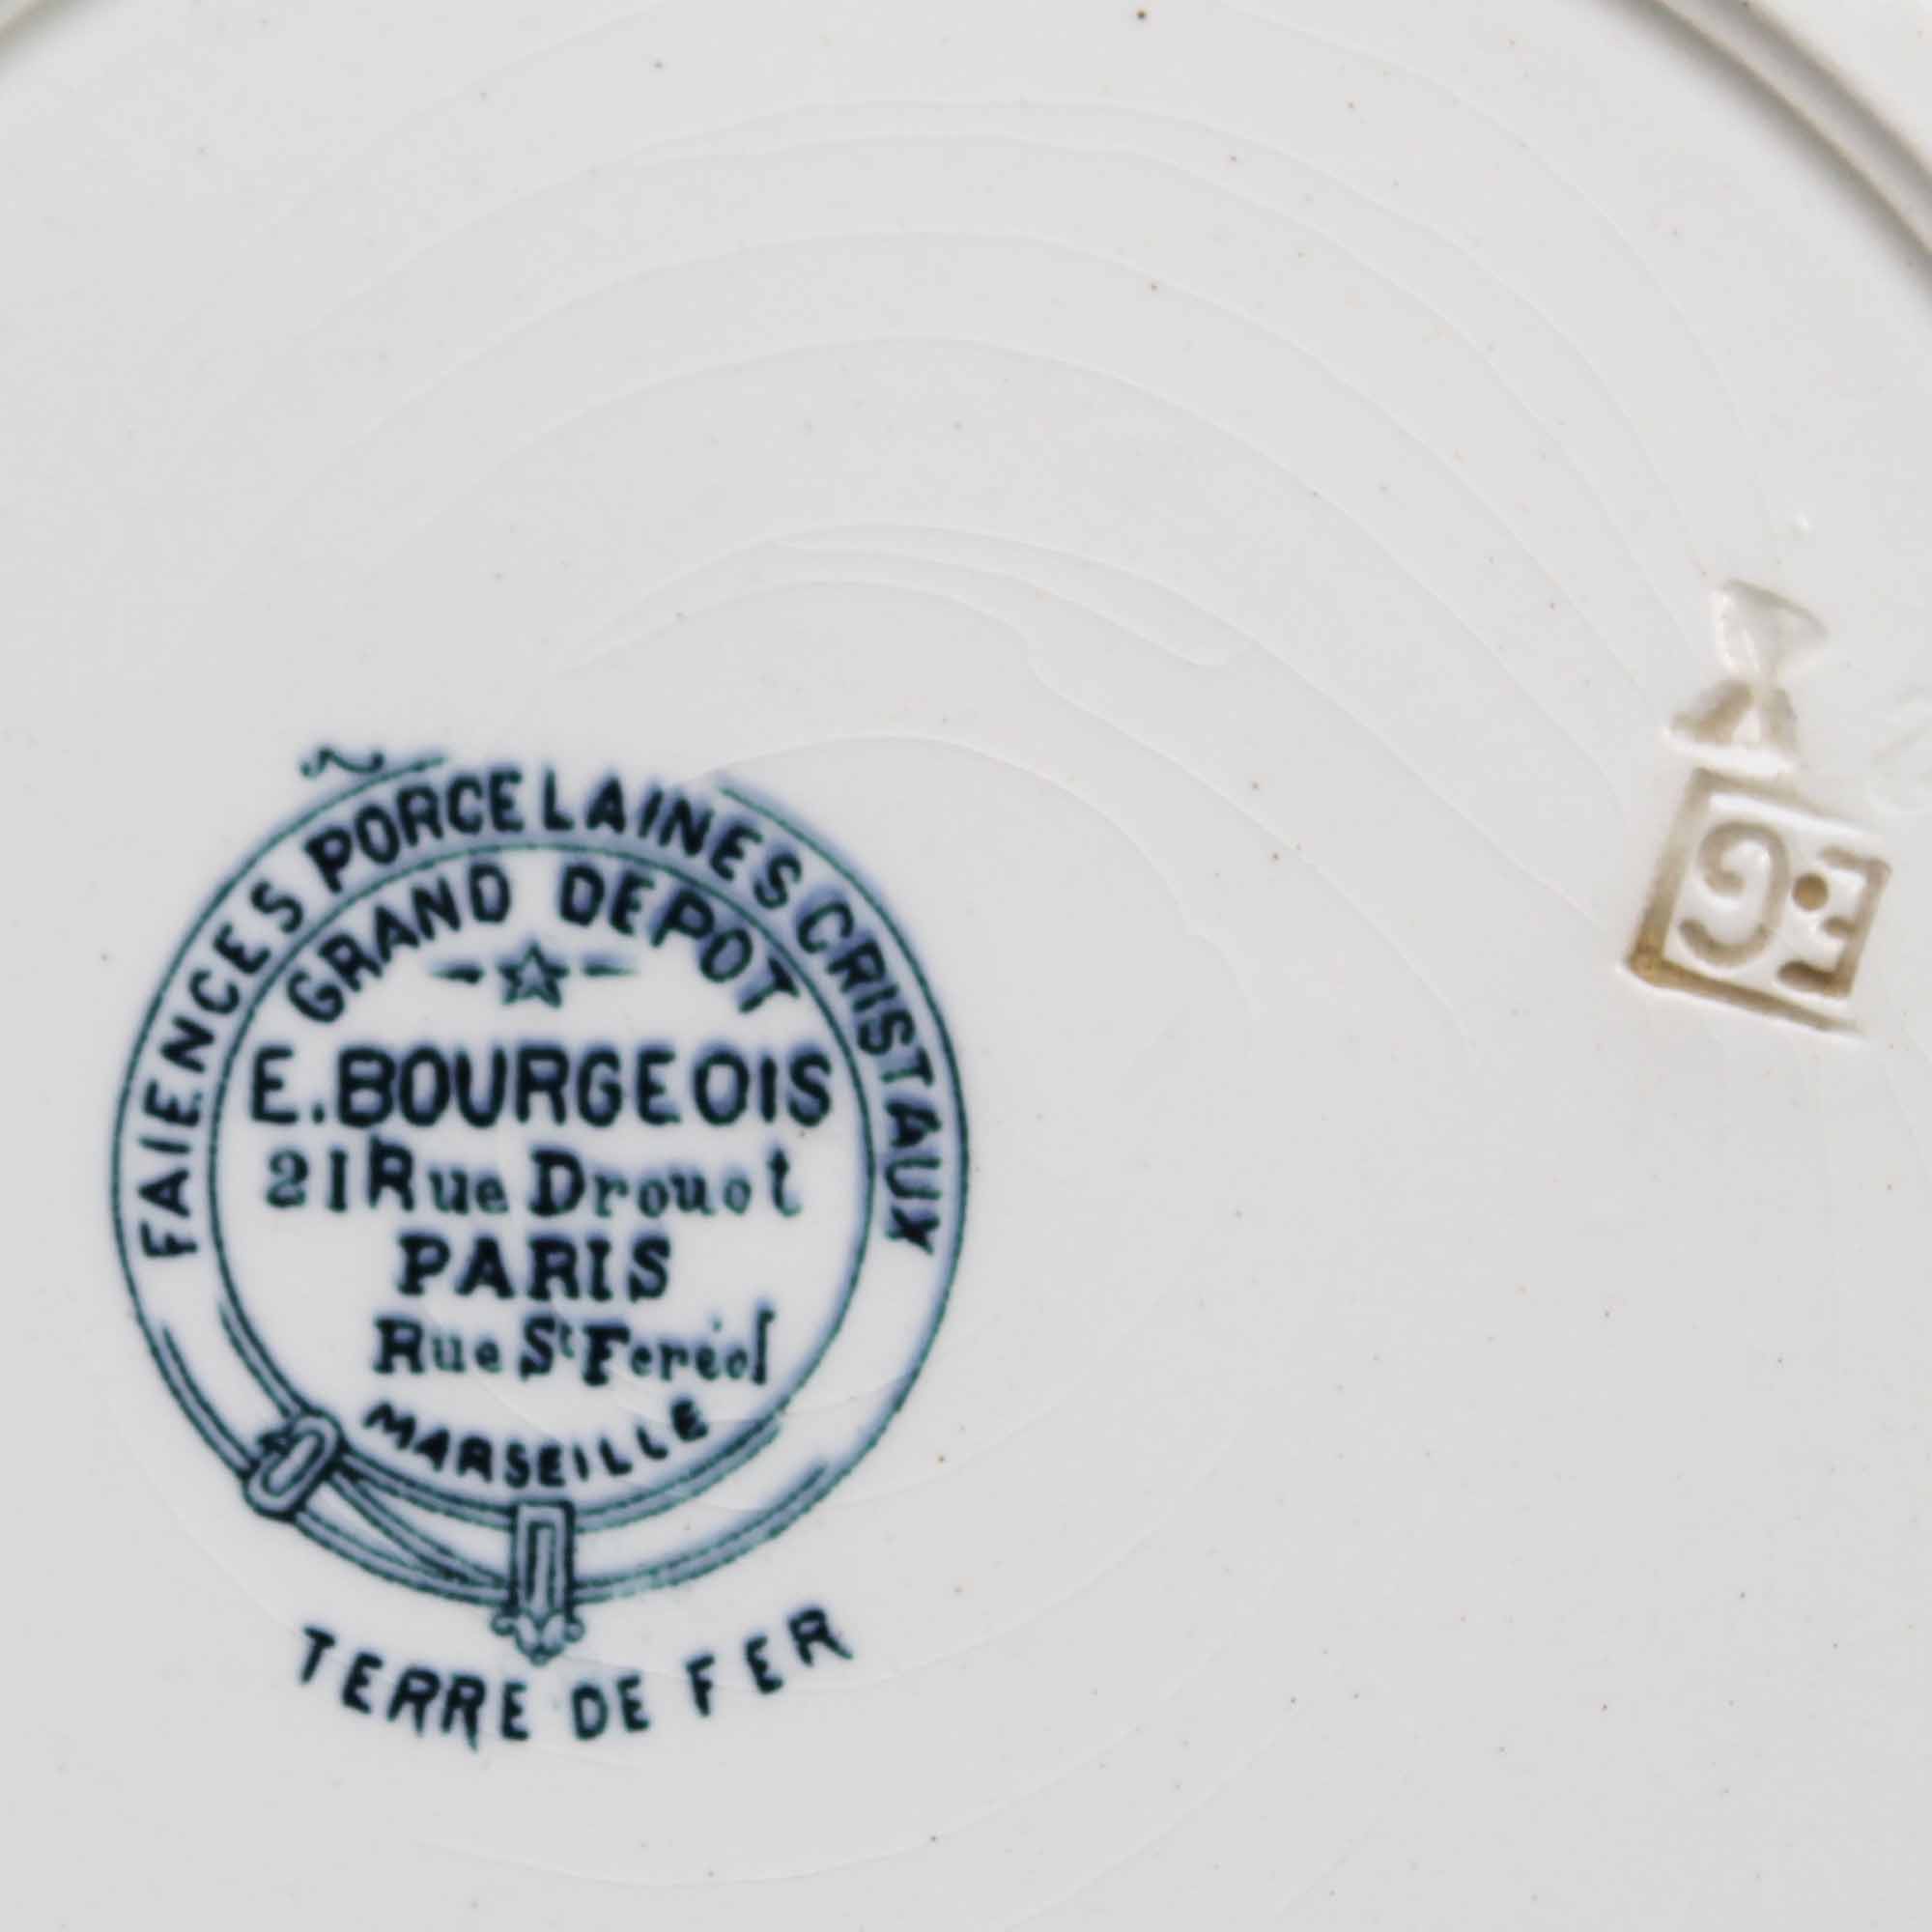 FAIENCES PORCELAINES CRISTAUX
GRAND DEPOT
E. BOURGEOIS
21 Rue Drouot
PARIS
Rue St Feréol
MARSEILLE
TERRE DE FER